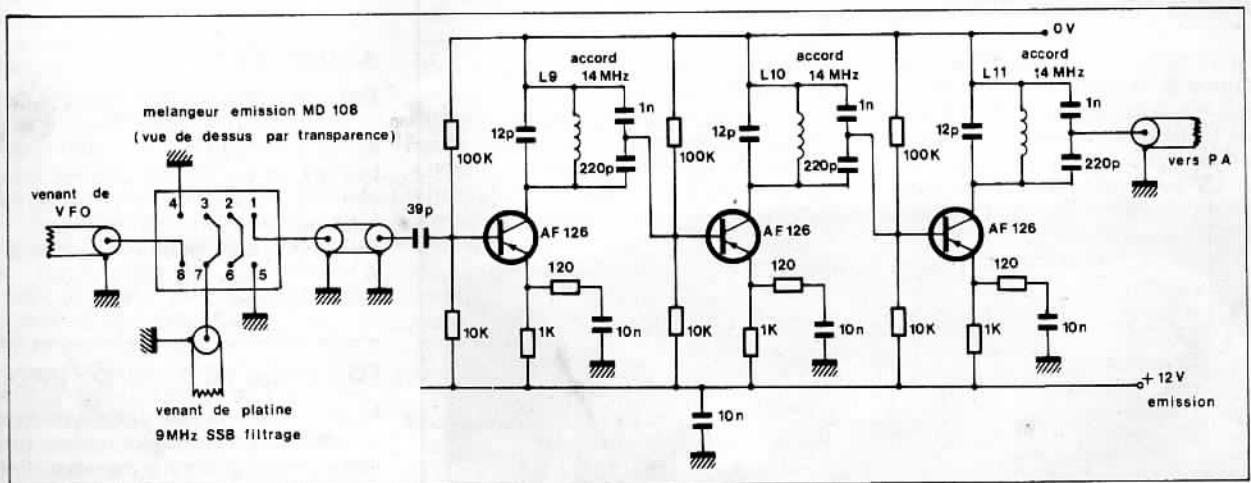 0 V
accord
L9 14 MHz
accord
L10 14 MHz
accord
L11 14 MHz
melangeur emission MD 108
(vue de dessus par transparence)
1n
1n
1n
12p
12p
12p
100K
100K
100K
220p
220p
220p
vers PA
venant de
VFO
4 3 2 1
39p
AF 126
AF 126
AF 126
8 7 6 5
120
120
120
10K
1K
10n
10K
1K
10n
10K
1K
10n
+ 12 V
emission
10n
venant de platine
9MHz SSB filtrage